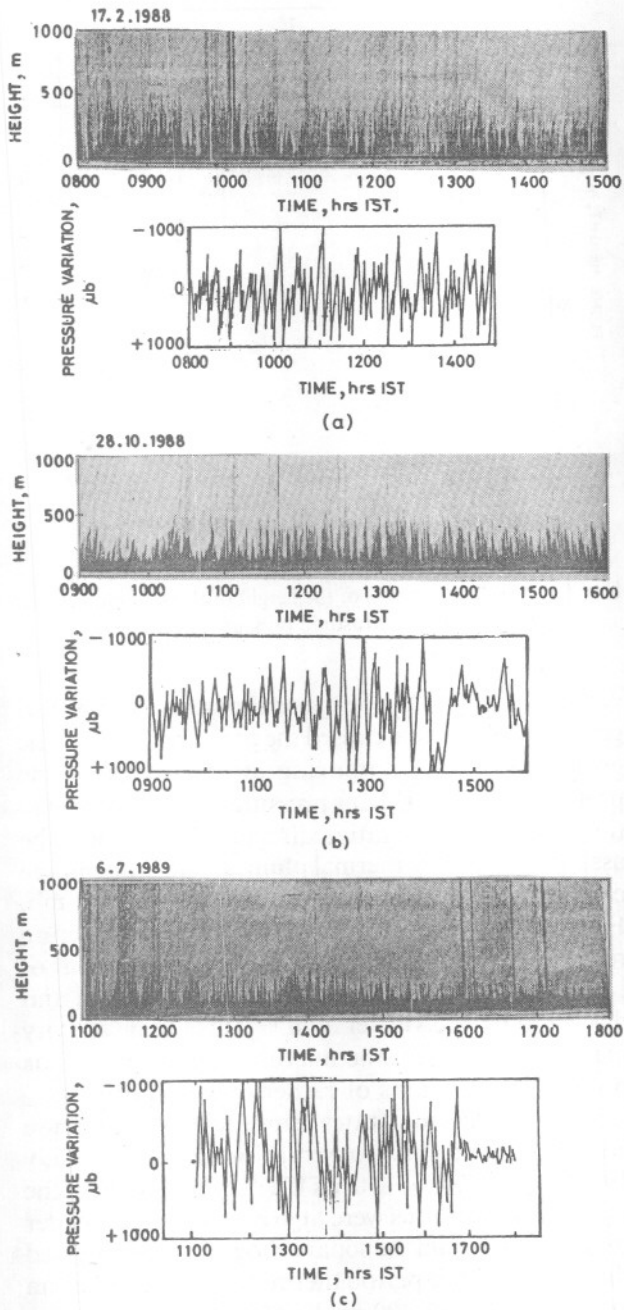 17.2.1988
HEIGHT, m
1000
500
0
0800 0900 1000 1100 1200 1300 1400 1500
TIME, hrs IST.
PRESSURE VARIATION,
μb
-1000
0
+1000
0800 1000 1200 1400
TIME, hrs IST
(a)
28.10.1988
HEIGHT, m
1000
500
0
0900 1000 1100 1200 1300 1400 1500 1600
TIME, hrs IST
PRESSURE VARIATION,
μb
-1000
0
+1000
0900 1100 1300 1500
TIME, hrs IST
(b)
6.7.1989
HEIGHT, m
1000
500
0
1100 1200 1300 1400 1500 1600 1700 1800
TIME, hrs IST
PRESSURE VARIATION,
μb
-1000
0
+1000
1100 1300 1500 1700
TIME, hrs IST
(c)